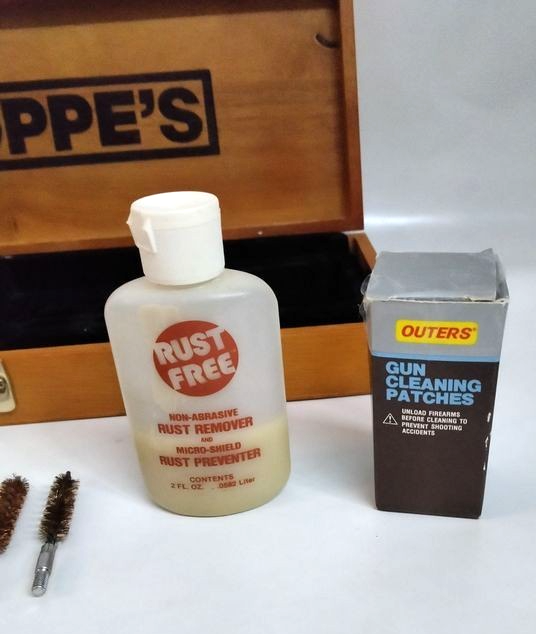 OPPE'S
RUST
FREE
NON-ABRASIVE
RUST REMOVER
AND
MICRO-SHIELD
RUST PREVENTER
CONTENTS
2 FL. OZ. .0592 Liter
OUTERS®
GUN
CLEANING
PATCHES
UNLOAD FIREARMS
BEFORE CLEANING TO
PREVENT SHOOTING
ACCIDENTS